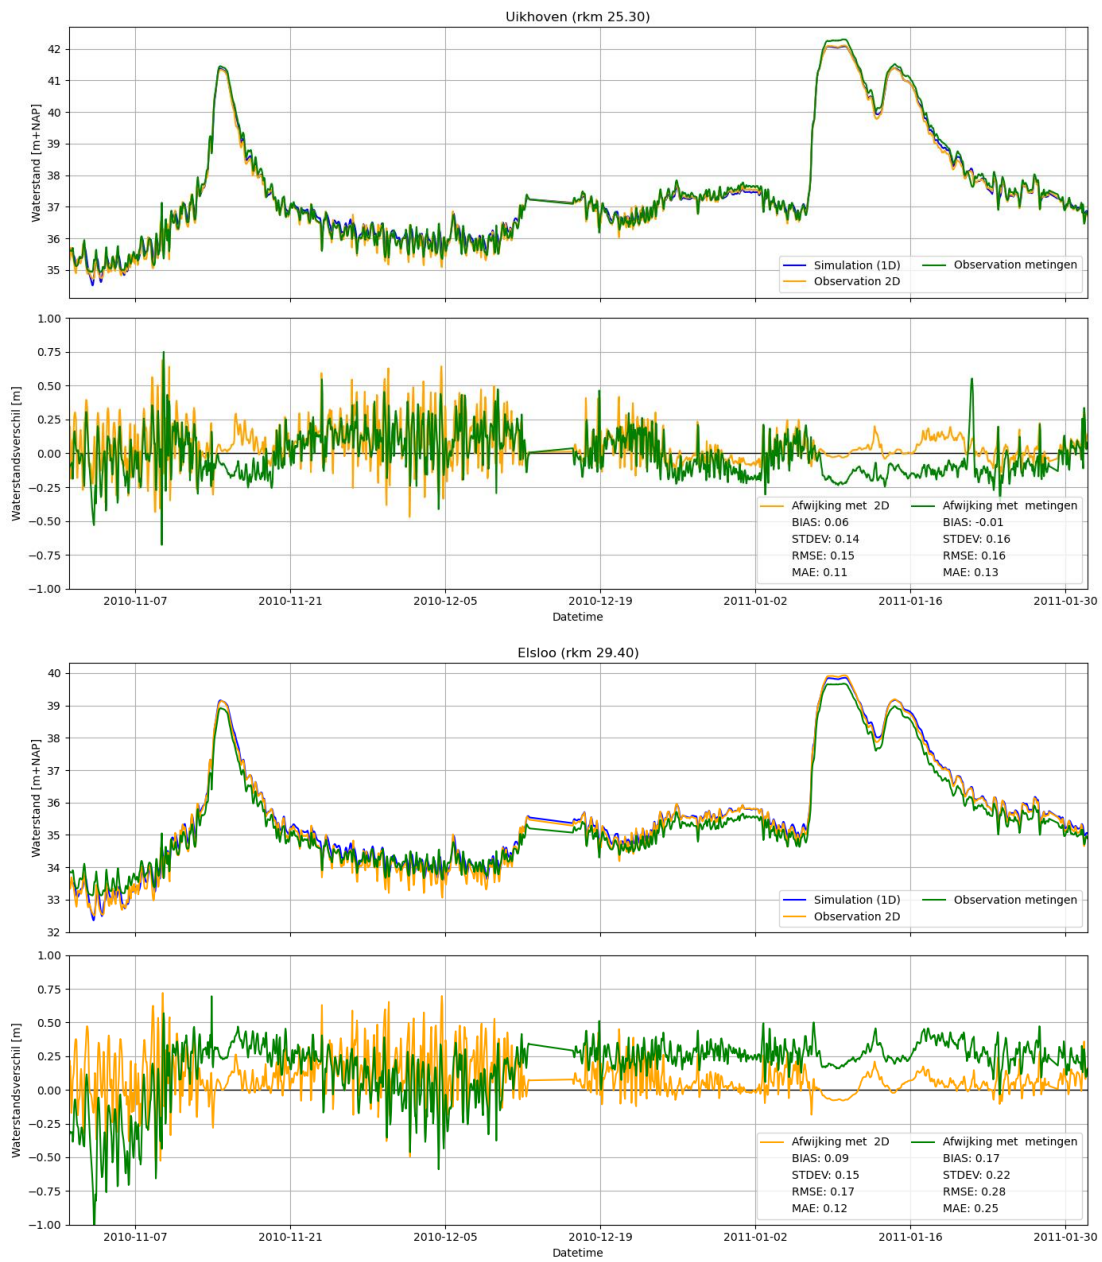 Uikhoven (rkm 25.30)
Waterstand [m+NAP]
42
41
40
39
38
37
36
35
Simulation (1D)
Observation 2D
Observation metingen
Waterstandsverschil [m]
1.00
0.75
0.50
0.25
0.00
−0.25
−0.50
−0.75
−1.00
Afwijking met 2D
BIAS: 0.06
STDEV: 0.14
RMSE: 0.15
MAE: 0.11
Afwijking met metingen
BIAS: -0.01
STDEV: 0.16
RMSE: 0.16
MAE: 0.13
2010-11-07 2010-11-21 2010-12-05 2010-12-19 2011-01-02 2011-01-16 2011-01-30
Datetime
Elsloo (rkm 29.40)
Waterstand [m+NAP]
40
39
38
37
36
35
34
33
32
Simulation (1D)
Observation 2D
Observation metingen
Waterstandsverschil [m]
1.00
0.75
0.50
0.25
0.00
−0.25
−0.50
−0.75
−1.00
Afwijking met 2D
BIAS: 0.09
STDEV: 0.15
RMSE: 0.17
MAE: 0.12
Afwijking met metingen
BIAS: 0.17
STDEV: 0.22
RMSE: 0.28
MAE: 0.25
2010-11-07 2010-11-21 2010-12-05 2010-12-19 2011-01-02 2011-01-16 2011-01-30
Datetime